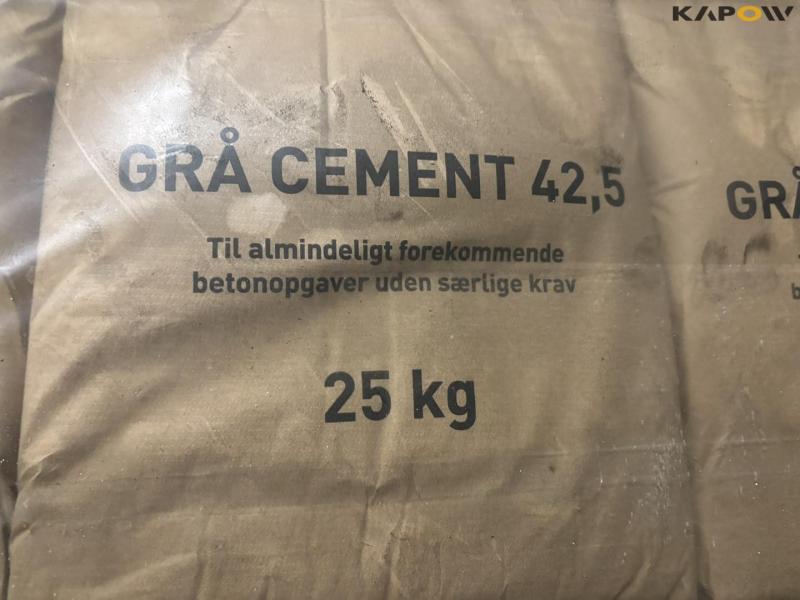 KAPOW
GRÅ CEMENT 42,5
Til almindeligt forekommende
betonopgaver uden særlige krav
25 kg
GRÅ